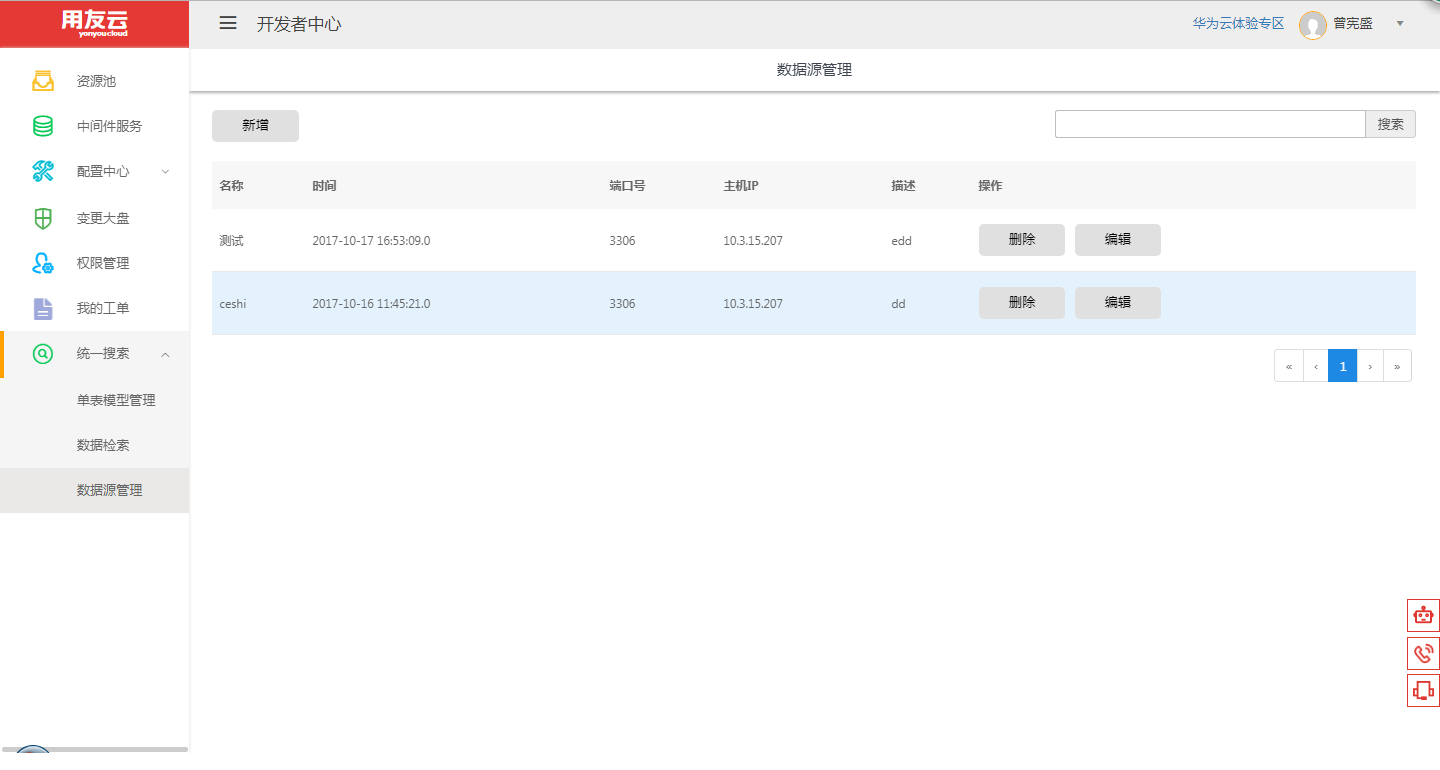 用友云
yonyoucloud
开发者中心
华为云体验专区
曾宪盛
资源池
中间件服务
配置中心
变更大盘
权限管理
我的工单
统一搜索
单表模型管理
数据检索
数据源管理
数据源管理
新增
搜索
名称 时间 端口号 主机IP 描述 操作
测试 2017-10-17 16:53:09.0 3306 10.3.15.207 edd 删除 编辑
ceshi 2017-10-16 11:45:21.0 3306 10.3.15.207 dd 删除 编辑
« ‹ 1 › »